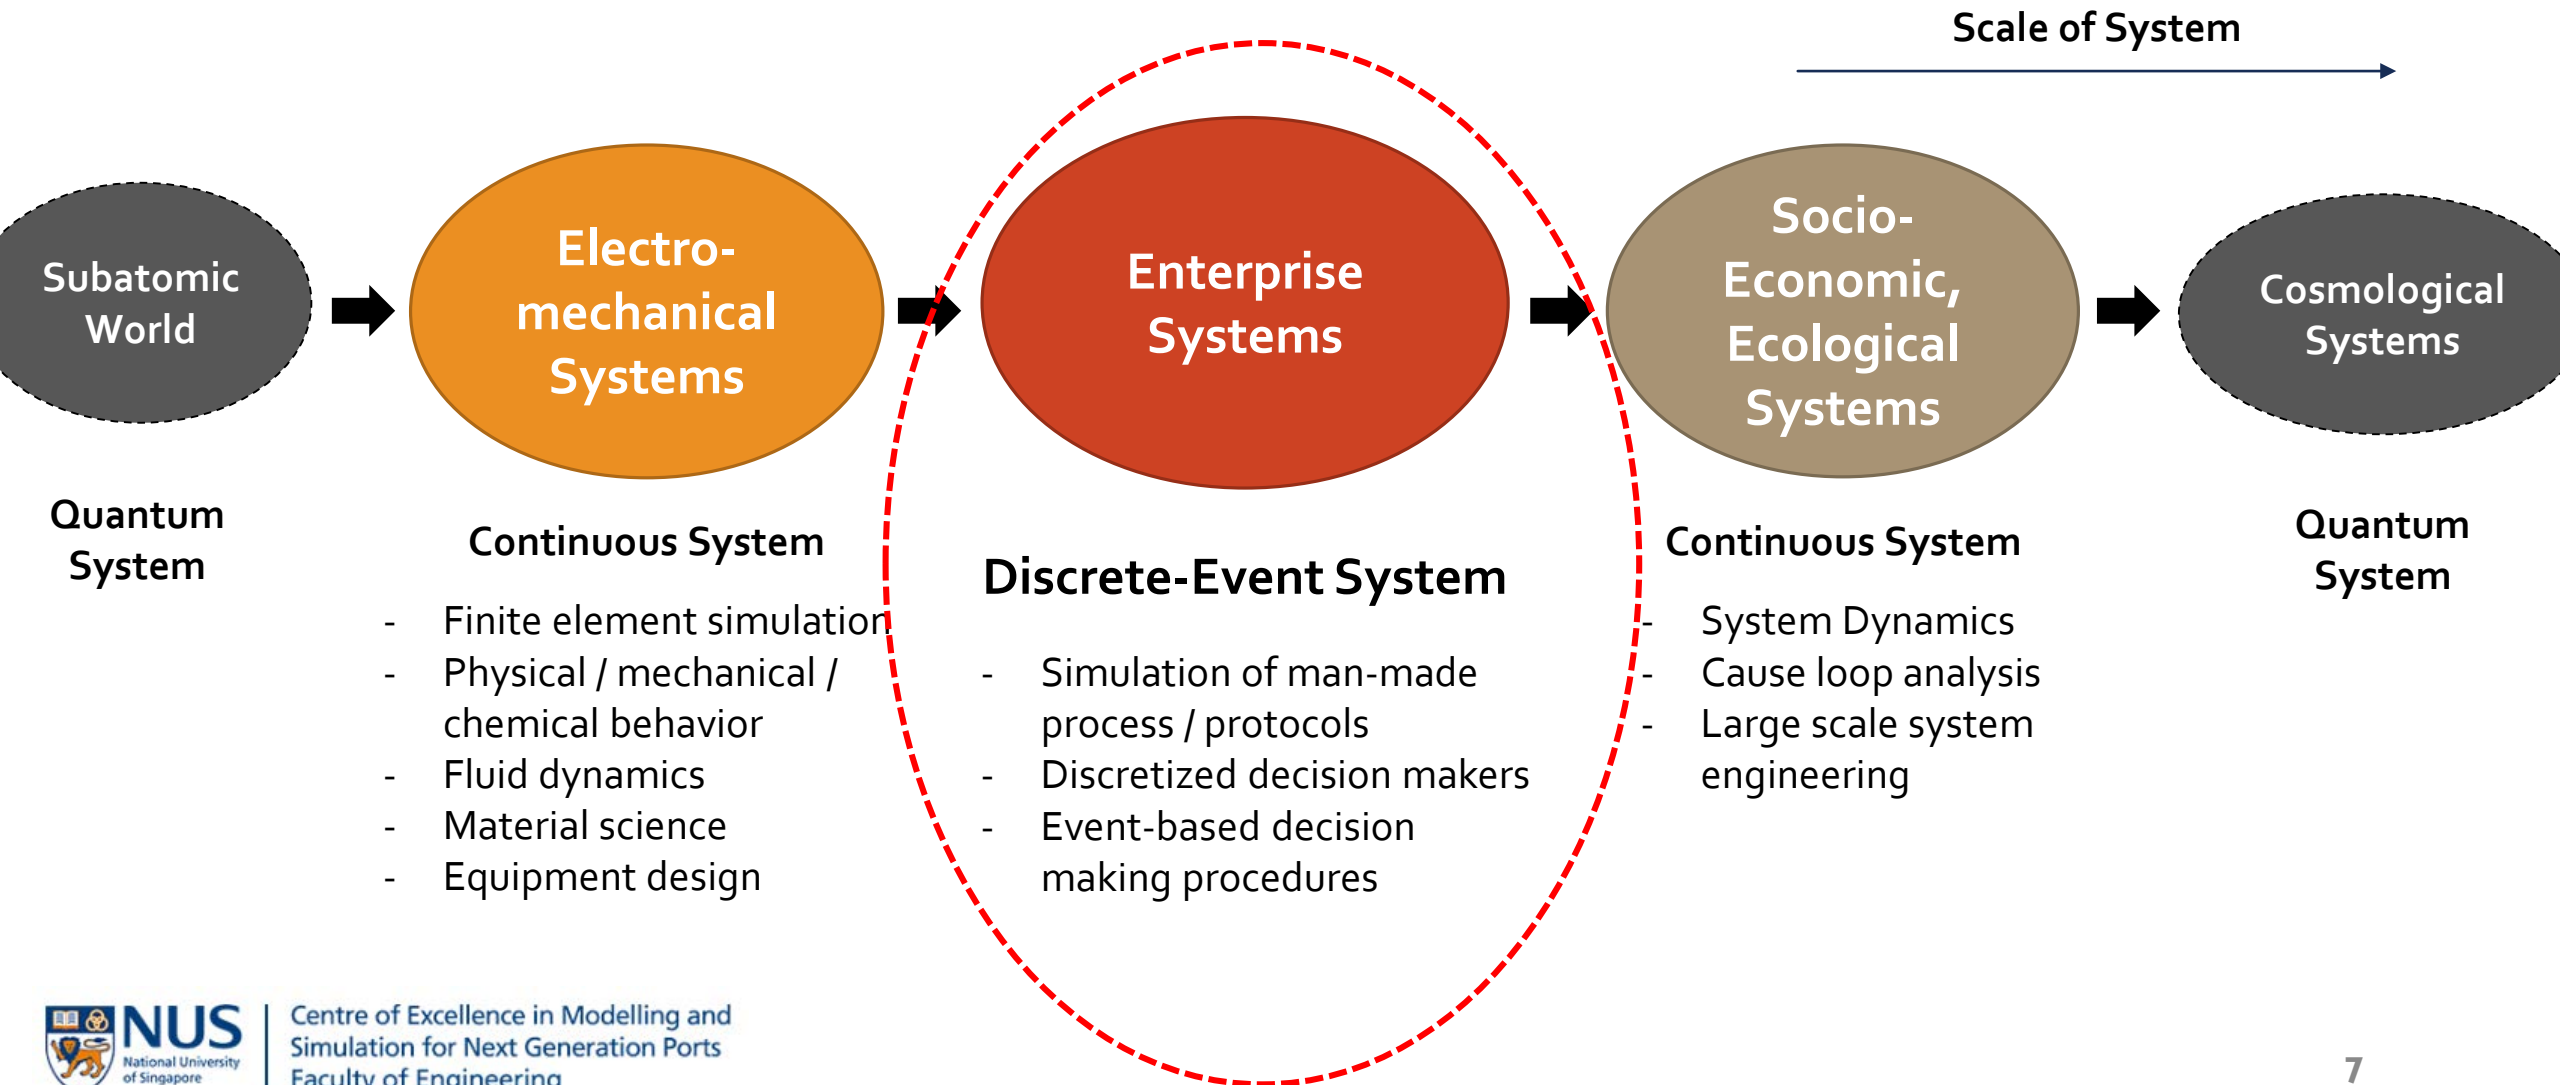 Scale of System
Subatomic
World
Electro-
mechanical
Systems
Enterprise
Systems
Socio-
Economic,
Ecological
Systems
Cosmological
Systems
Quantum
System
Continuous System
- Finite element simulation
- Physical / mechanical /
chemical behavior
- Fluid dynamics
- Material science
- Equipment design
Discrete-Event System
- Simulation of man-made
process / protocols
- Discretized decision makers
- Event-based decision
making procedures
Continuous System
- System Dynamics
- Cause loop analysis
- Large scale system
engineering
Quantum
System
NUS
National University
of Singapore
Centre of Excellence in Modelling and
Simulation for Next Generation Ports
Faculty of Engineering
7